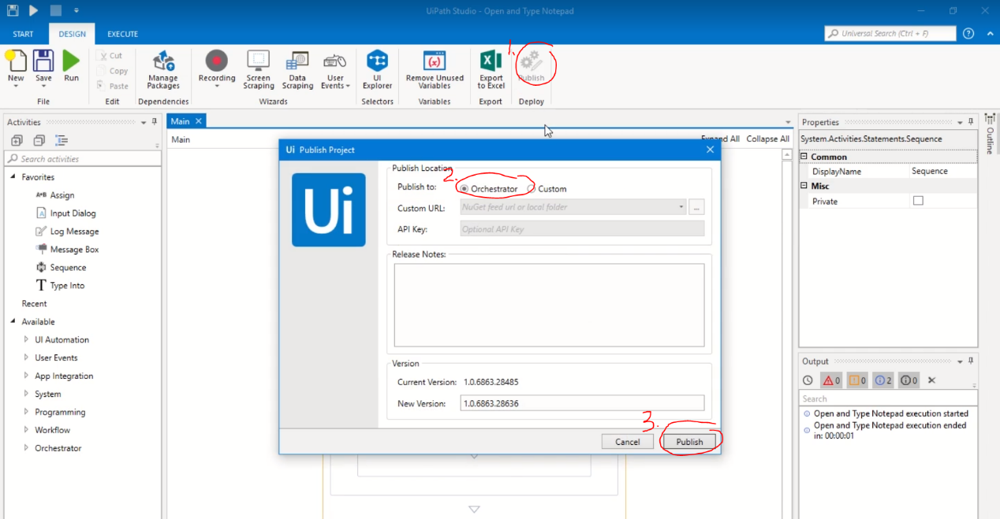 UiPath Studio - Open and Type Notepad
START DESIGN EXECUTE
Universal Search (Ctrl + F)
1.
New Save Run
File
Cut
Copy
Paste
Edit
Manage Packages
Dependencies
Recording
Screen Scraping
Data Scraping
User Events
Wizards
UI Explorer
Selectors
Remove Unused Variables
Variables
Export to Excel
Export
Publish
Deploy
Activities
Search activities
Favorites
Assign
Input Dialog
Log Message
Message Box
Sequence
Type Into
Recent
Available
UI Automation
User Events
App Integration
System
Programming
Workflow
Orchestrator
Main
Main
Expand All Collapse All
Ui Publish Project
Ui
Publish Location
2.
Publish to: Orchestrator Custom
Custom URL: NuGet feed url or local folder ...
API Key: Optional API Key
Release Notes:
Version
Current Version: 1.0.6863.28485
New Version: 1.0.6863.28636
3.
Cancel Publish
Properties
System.Activities.Statements.Sequence
Common
DisplayName Sequence
Misc
Private
Outline
Output
0 0 2 0
Search
Open and Type Notepad execution started
Open and Type Notepad execution ended
in: 00:00:01